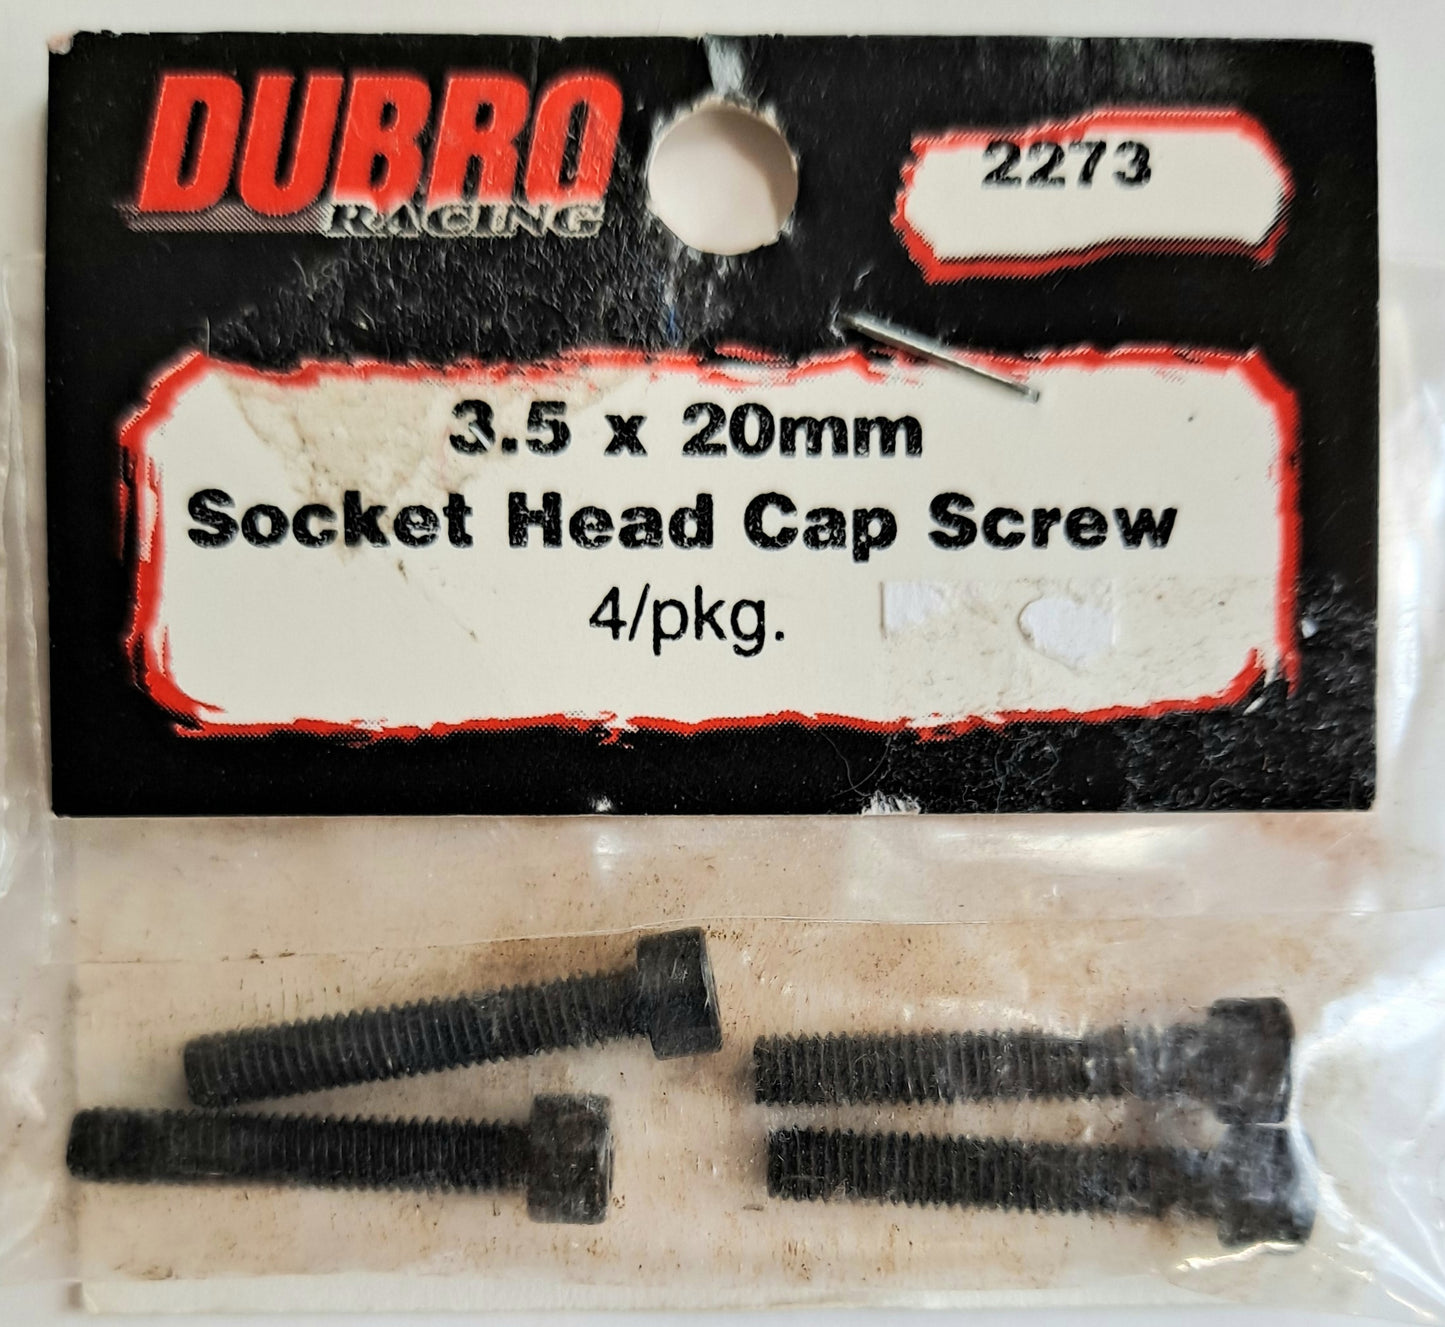 DUBRO
RACING
2273
3.5 x 20mm
Socket Head Cap Screw
4/pkg.